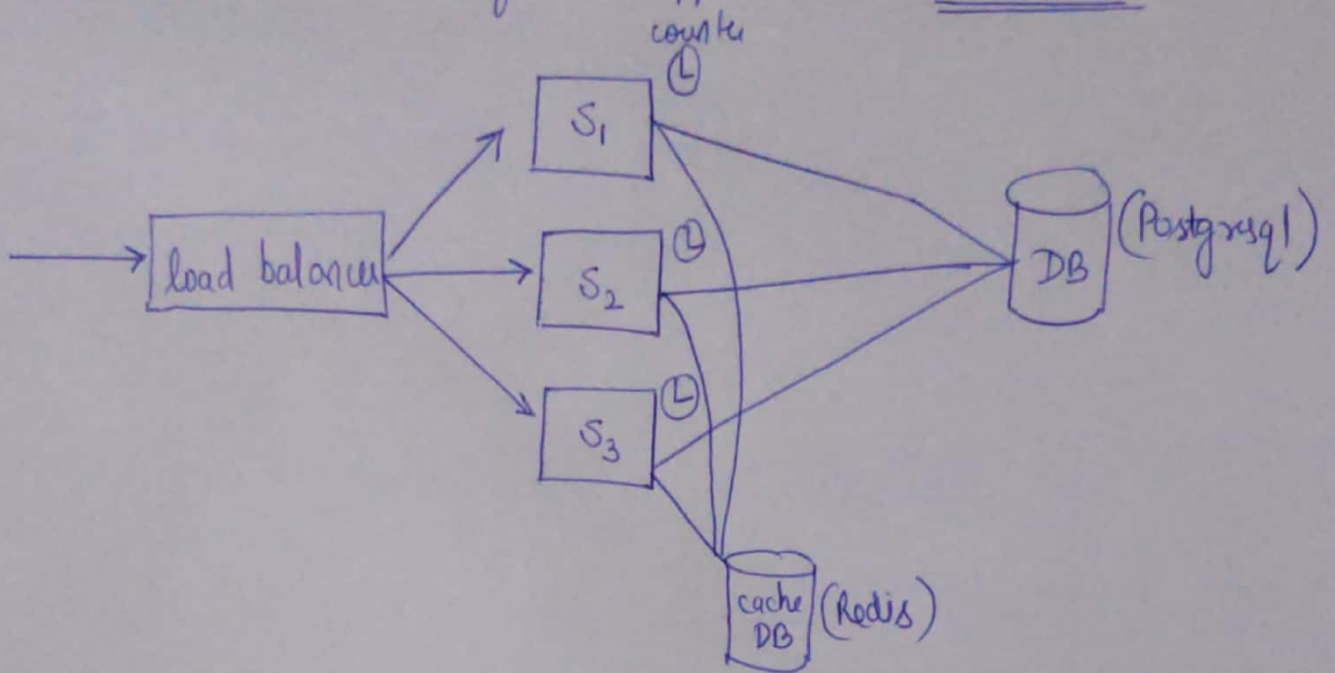 counter
S1
S2
S3
load balancer
DB
(Postgresql)
cache
DB
(Redis)